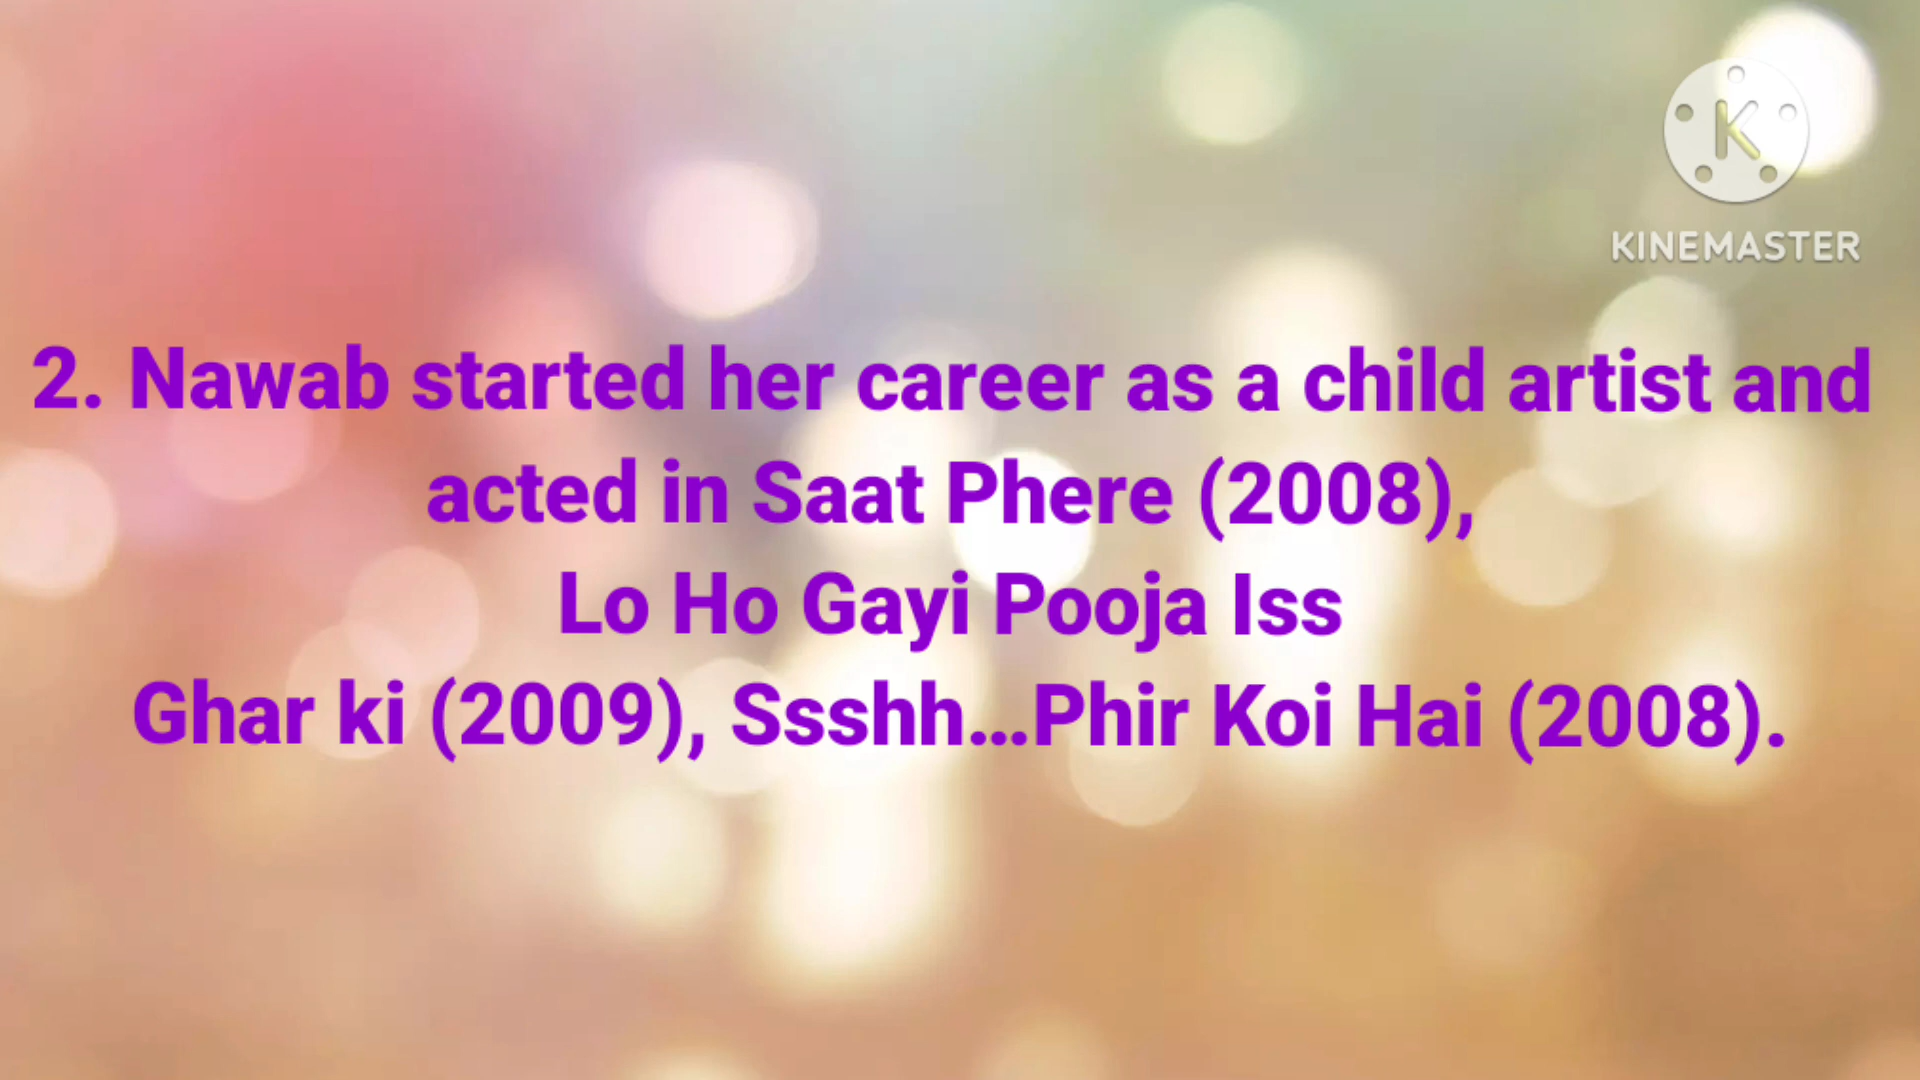 K
KINEMASTER
2. Nawab started her career as a child artist and
acted in Saat Phere (2008),
Lo Ho Gayi Pooja Iss
Ghar ki (2009), Ssshh...Phir Koi Hai (2008).